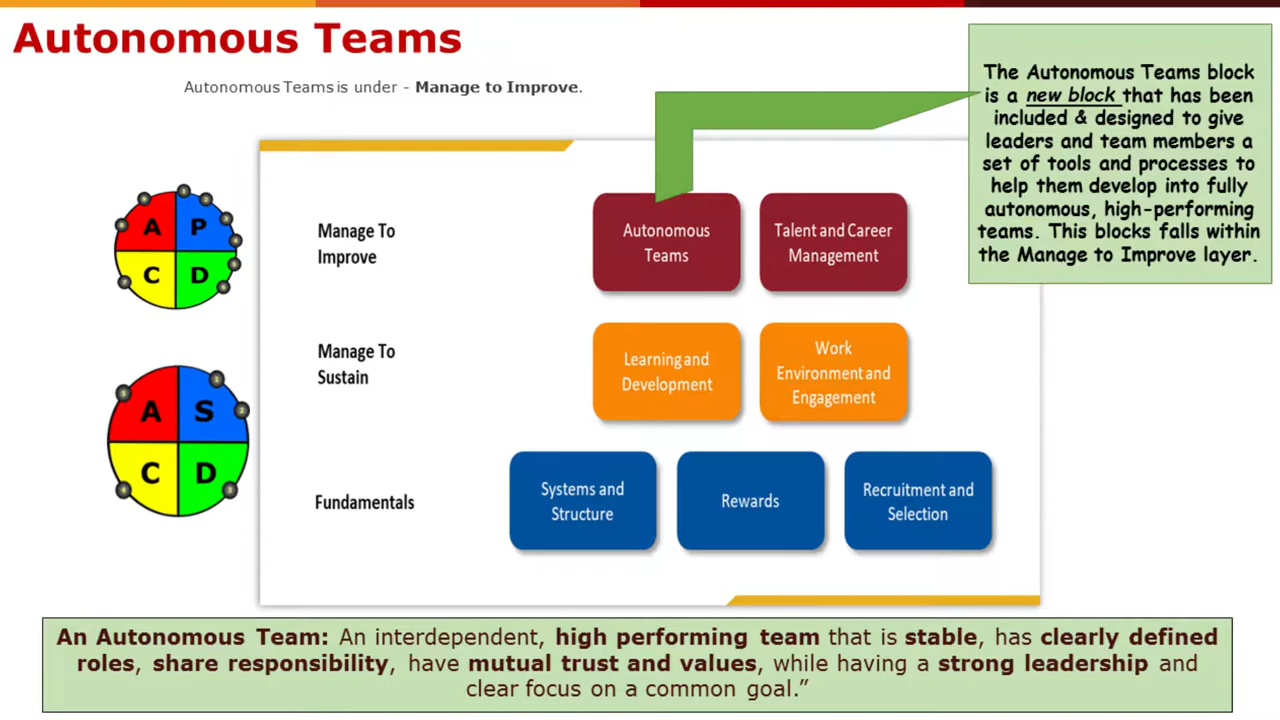 Autonomous Teams
Autonomous Teams is under - Manage to Improve.
The Autonomous Teams block
is a new block that has been
included & designed to give
leaders and team members a
set of tools and processes to
help them develop into fully
autonomous, high-performing
teams. This blocks falls within
the Manage to Improve layer.
A P
C D
A S
C D
Manage To
Improve
Autonomous
Teams
Talent and Career
Management
Manage To
Sustain
Learning and
Development
Work
Environment and
Engagement
Fundamentals
Systems and
Structure
Rewards
Recruitment and
Selection
An Autonomous Team: An interdependent, high performing team that is stable, has clearly defined
roles, share responsibility, have mutual trust and values, while having a strong leadership and
clear focus on a common goal.”